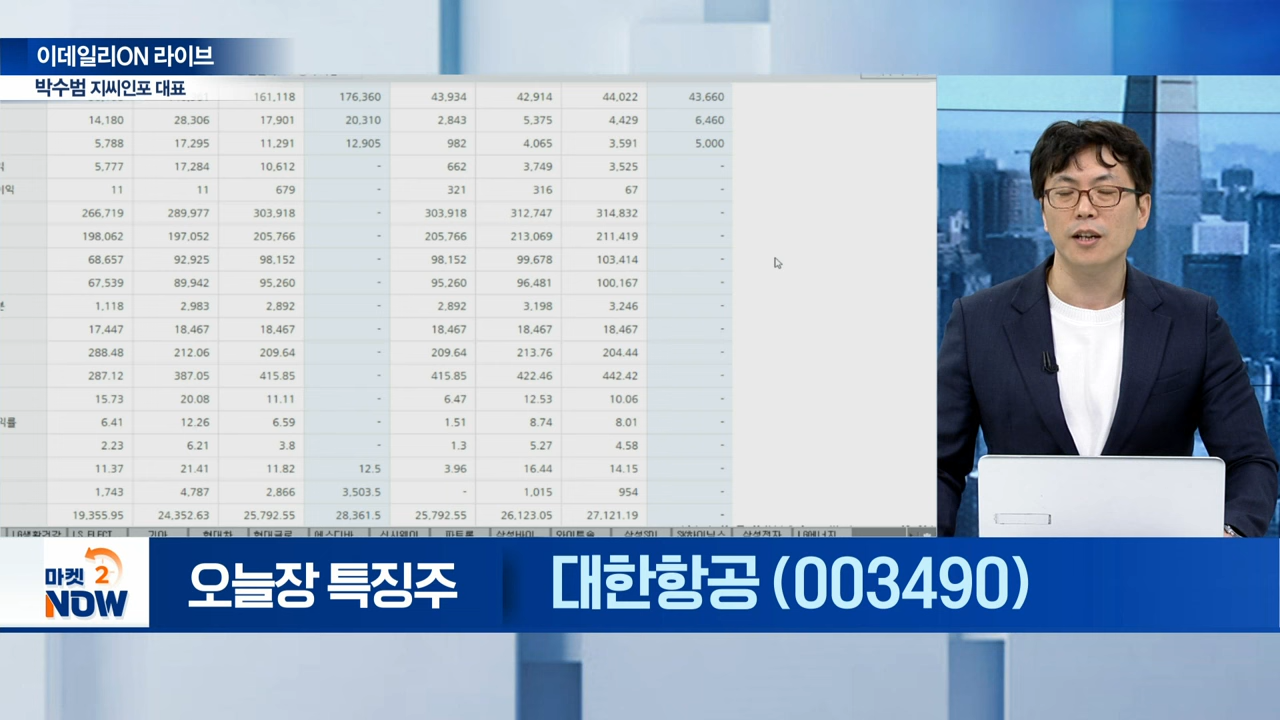 이데일리ON 라이브
박수범 지씨인포 대표
161,118 176,360 43,934 42,914 44,022 43,660
14,180 28,306 17,901 20,310 2,843 5,375 4,429 6,460
5,788 17,295 11,291 12,905 982 4,065 3,591 5,000
5,777 17,284 10,612 - 662 3,749 3,525 -
이익 11 11 679 - 321 316 67 -
266,719 289,977 303,918 - 303,918 312,747 314,832 -
198,062 197,052 205,766 - 205,766 213,069 211,419 -
68,657 92,925 98,152 - 98,152 99,678 103,414 -
67,539 89,942 95,260 - 95,260 96,481 100,167 -
1,118 2,983 2,892 - 2,892 3,198 3,246 -
17,447 18,467 18,467 - 18,467 18,467 18,467 -
288.48 212.06 209.64 - 209.64 213.76 204.44 -
287.12 387.05 415.85 - 415.85 422.46 442.42 -
15.73 20.08 11.11 - 6.47 12.53 10.06 -
익률 6.41 12.26 6.59 - 1.51 8.74 8.01 -
2.23 6.21 3.8 - 1.3 5.27 4.58 -
11.37 21.41 11.82 12.5 3.96 16.44 14.15 -
1,743 4,787 2,866 3,503.5 - 1,015 954 -
19,355.95 24,352.63 25,792.55 28,361.5 25,792.55 26,123.05 27,121.19 -
마켓 2
NOW
오늘장 특징주 대한항공 (003490)